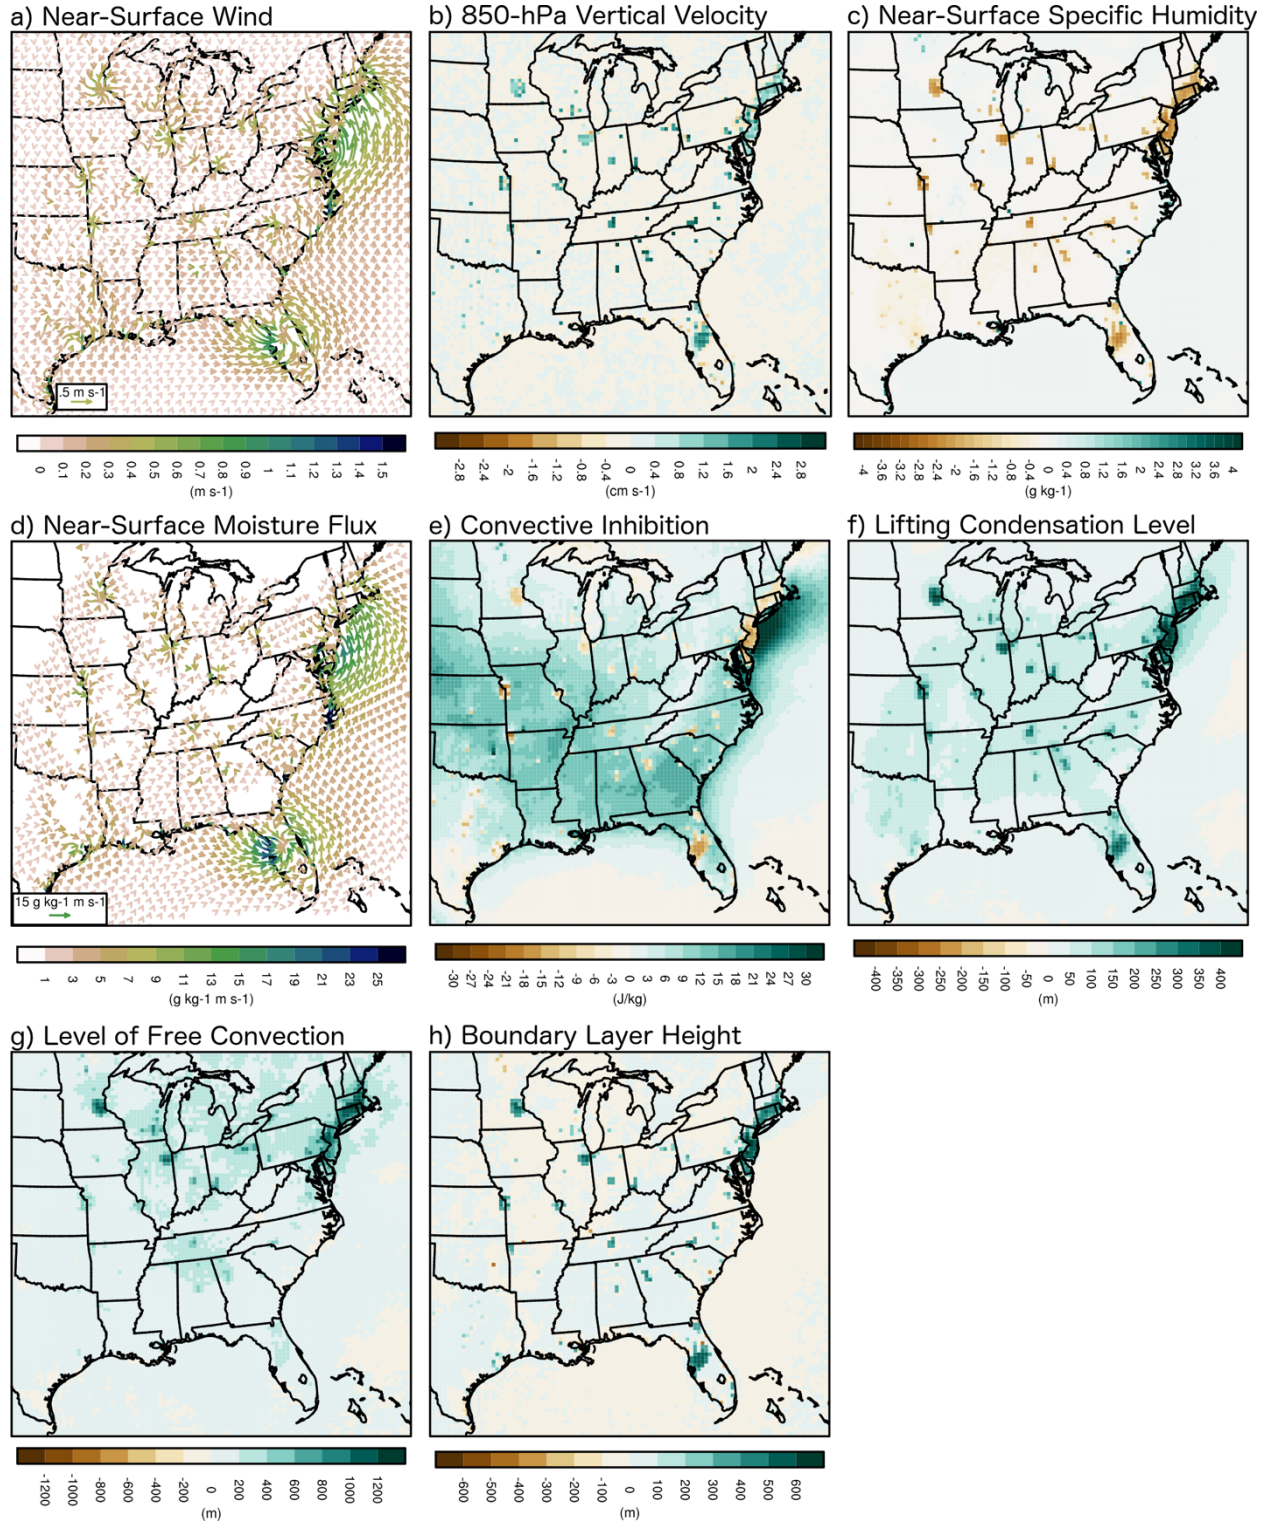 a) Near-Surface Wind
b) 850-hPa Vertical Velocity
c) Near-Surface Specific Humidity
.5 m s-1
0 0.1 0.2 0.3 0.4 0.5 0.6 0.7 0.8 0.9 1 1.1 1.2 1.3 1.4 1.5
(m s-1)
-2.8 -2.4 -2 -1.6 -1.2 -0.8 -0.4 0 0.4 0.8 1.2 1.6 2 2.4 2.8
(cm s-1)
-4 -3.6 -3.2 -2.8 -2.4 -2 -1.6 -1.2 -0.8 -0.4 0 0.4 0.8 1.2 1.6 2 2.4 2.8 3.2 3.6 4
(g kg-1)
d) Near-Surface Moisture Flux
e) Convective Inhibition
f) Lifting Condensation Level
15 g kg-1 m s-1
1 3 5 7 9 11 13 15 17 19 21 23 25
(g kg-1 m s-1)
-30 -27 -24 -21 -18 -15 -12 -9 -6 -3 0 3 6 9 12 15 18 21 24 27 30
(J/kg)
-400 -350 -300 -250 -200 -150 -100 -50 0 50 100 150 200 250 300 350 400
(m)
g) Level of Free Convection
h) Boundary Layer Height
-1200 -1000 -800 -600 -400 -200 0 200 400 600 800 1000 1200
(m)
-600 -500 -400 -300 -200 -100 0 100 200 300 400 500 600
(m)